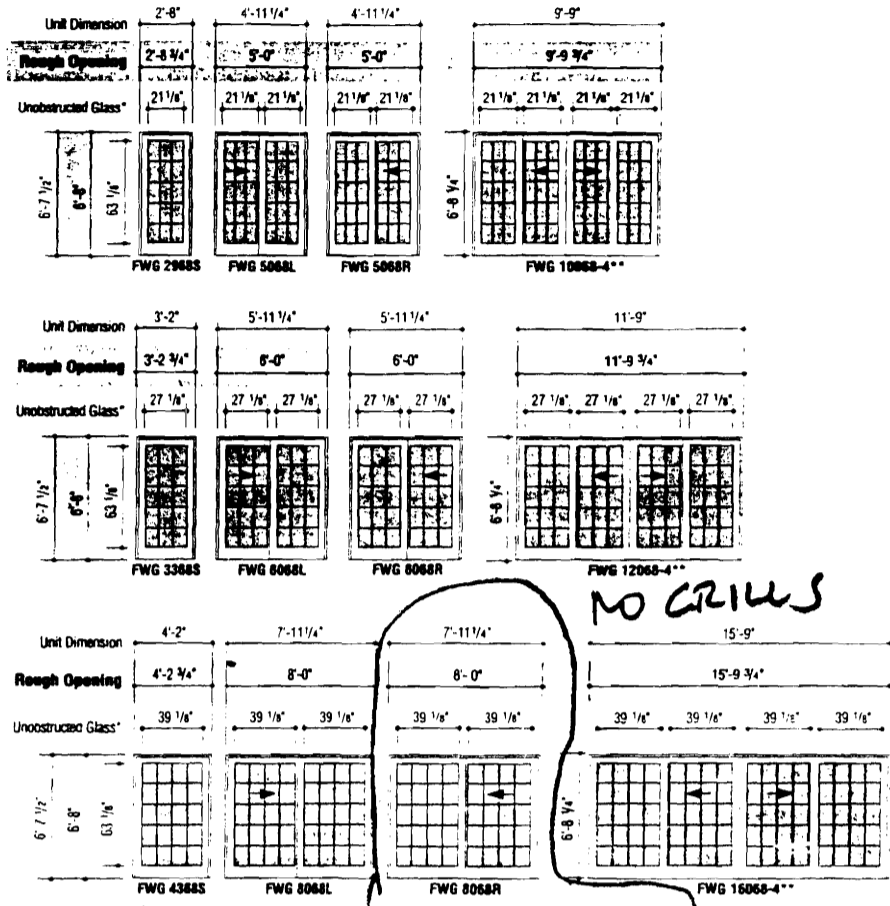 2'-8" 4'-11 1/4" 4'-11 1/4" 9'-9"
Unit Dimension
Rough Opening 2'-8 3/4" 5'-0" 5'-0" 9'-9 3/4"
Unobstructed Glass* 21 1/8" 21 1/8" 21 1/8" 21 1/8" 21 1/8" 21 1/8" 21 1/8" 21 1/8" 21 1/8"
6'-7 1/2" 6'-8" 63 1/8" 6'-8 1/4"
FWG 2968S FWG 5068L FWG 5068R FWG 10068-4**
Unit Dimension 3'-2" 5'-11 1/4" 5'-11 1/4" 11'-9"
Rough Opening 3'-2 3/4" 6'-0" 6'-0" 11'-9 3/4"
Unobstructed Glass* 27 1/8" 27 1/8" 27 1/8" 27 1/8" 27 1/8" 27 1/8" 27 1/8" 27 1/8" 27 1/8"
6'-7 1/2" 6'-8" 63 1/8" 6'-8 1/4"
FWG 3368S FWG 6068L FWG 6068R FWG 12068-4**
NO GRILLS
Unit Dimension 4'-2" 7'-11 1/4" 7'-11 1/4" 15'-9"
Rough Opening 4'-2 3/4" 8'-0" 8'-0" 15'-9 3/4"
Unobstructed Glass* 39 1/8" 39 1/8" 39 1/8" 39 1/8" 39 1/8" 39 1/8" 39 1/8" 39 1/8" 39 1/8"
6'-7 1/2" 6'-8" 63 1/8" 6'-8 1/4"
FWG 4368S FWG 8068L FWG 8068R FWG 16068-4**